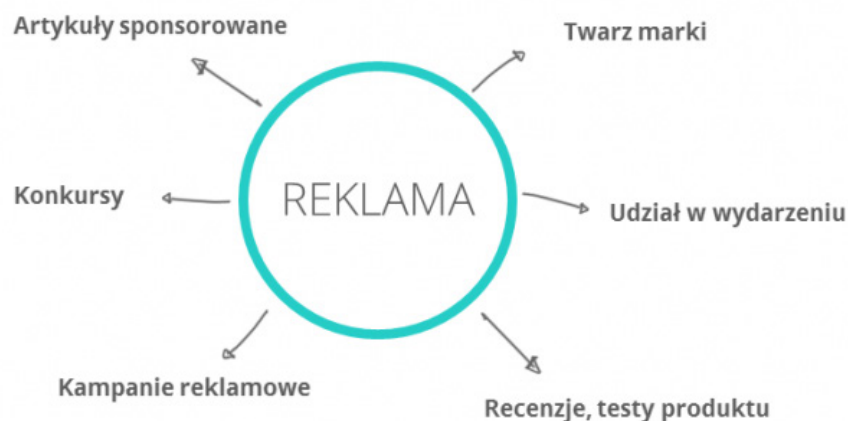 Artykuły sponsorowane
Twarz marki
REKLAMA
Konkursy
Udział w wydarzeniu
Kampanie reklamowe
Recenzje, testy produktu